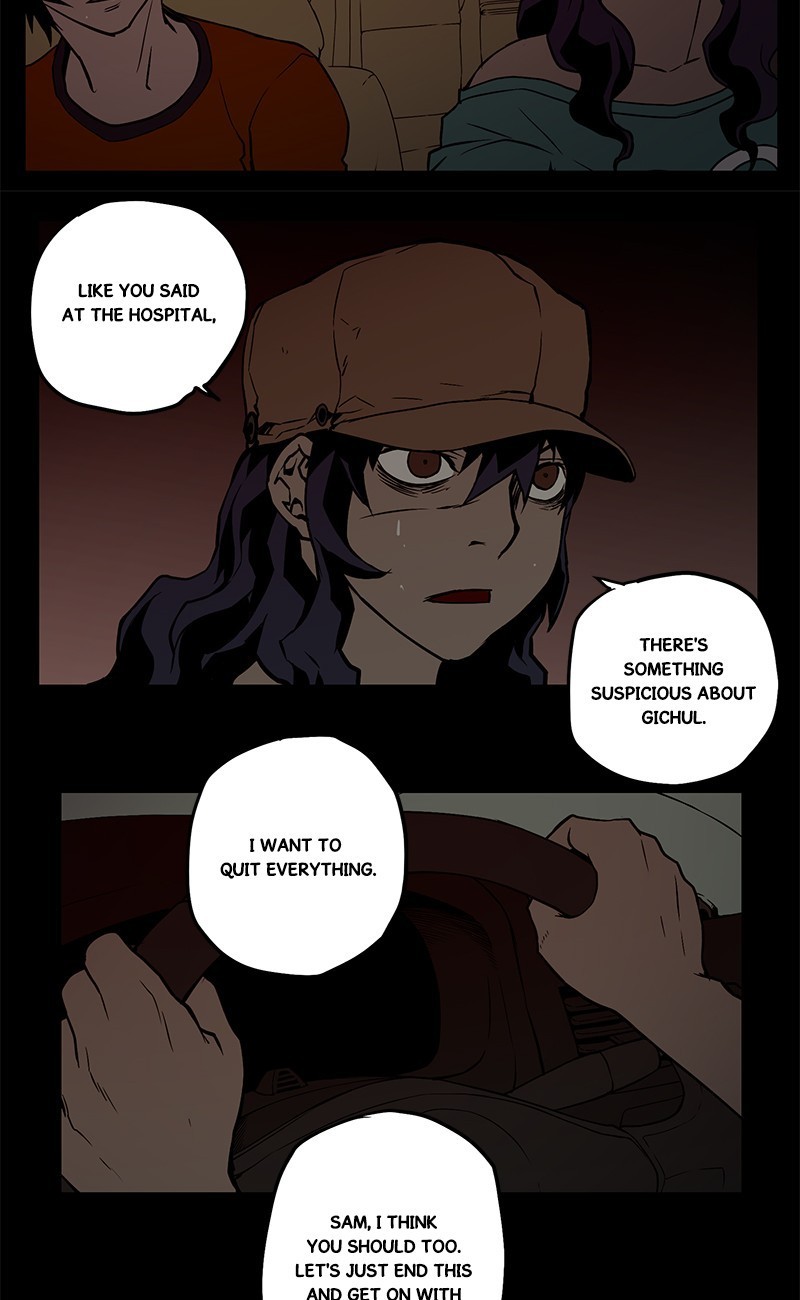 LIKE YOU SAID
AT THE HOSPITAL,
THERE'S
SOMETHING
SUSPICIOUS ABOUT
GICHUL.
I WANT TO
QUIT EVERYTHING.
SAM, I THINK
YOU SHOULD TOO.
LET'S JUST END THIS
AND GET ON WITH